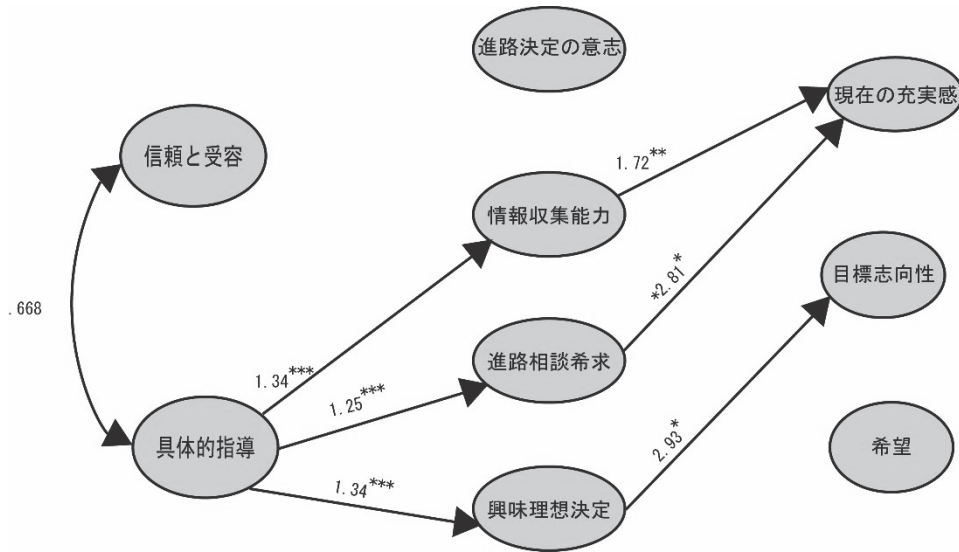 進路決定の意志
現在の充実感
信頼と受容
1.72**
情報収集能力
目標志向性
*2.81*
.668
進路相談希求
1.34***
1.25***
具体的指導
2.93*
希望
1.34***
興味理想決定